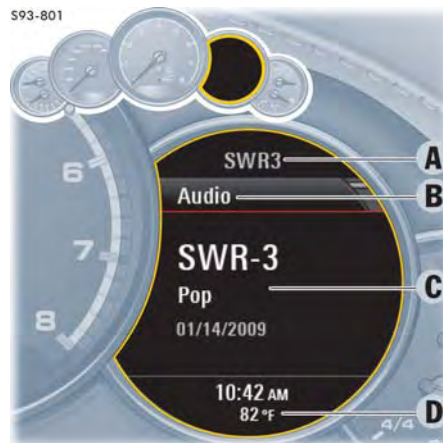 S93-801
SWR3
A
Audio
B
6
SWR-3
7
Pop
C
01/14/2009
8
10:42 AM
82 °F
D
4/4